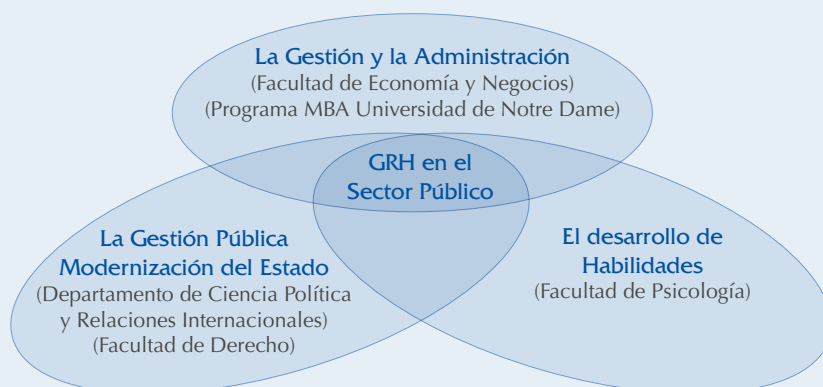 La Gestión y la Administración
(Facultad de Economía y Negocios)
(Programa MBA Universidad de Notre Dame)
GRH en el
Sector Público
La Gestión Pública
Modernización del Estado
(Departamento de Ciencia Política
y Relaciones Internacionales)
(Facultad de Derecho)
El desarrollo de
Habilidades
(Facultad de Psicología)